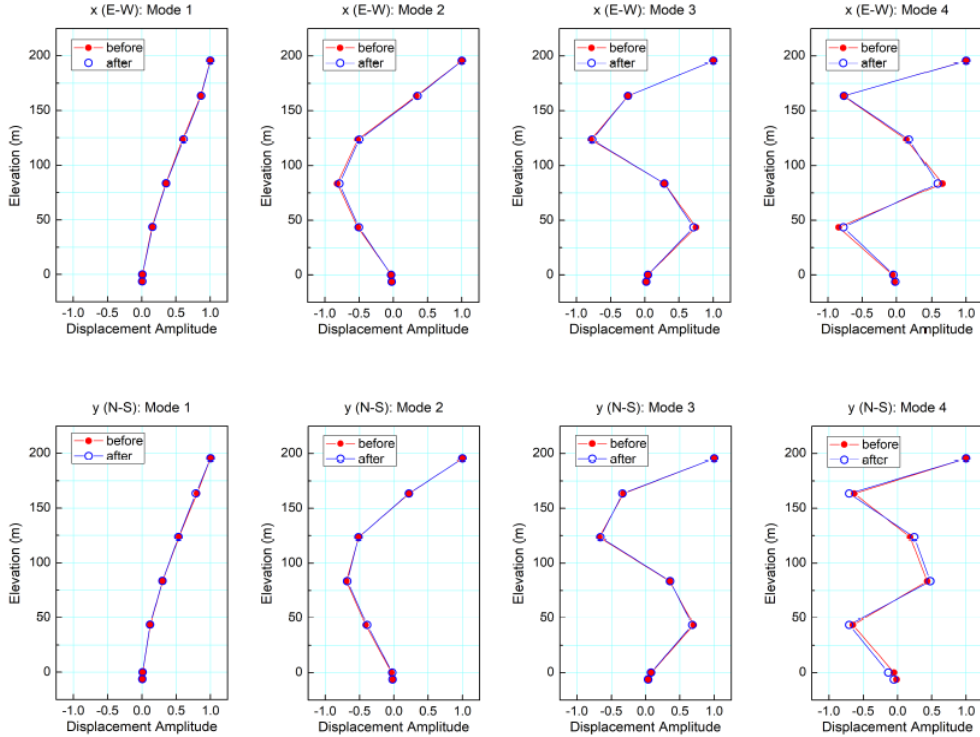 x (E-W): Mode 1
x (E-W): Mode 2
x (E-W): Mode 3
x (E-W): Mode 4
before
after
before
after
before
after
before
after
Elevation (m)
200
150
100
50
0
Elevation (m)
200
150
100
50
0
Elevation (m)
200
150
100
50
0
Elevation (m)
200
150
100
50
0
-1.0 -0.5 0.0 0.5 1.0
-1.0 -0.5 0.0 0.5 1.0
-1.0 -0.5 0.0 0.5 1.0
-1.0 -0.5 0.0 0.5 1.0
Displacement Amplitude
Displacement Amplitude
Displacement Amplitude
Displacement Amplitude
y (N-S): Mode 1
y (N-S): Mode 2
y (N-S): Mode 3
y (N-S): Mode 4
before
after
before
after
before
after
before
after
Elevation (m)
200
150
100
50
0
Elevation (m)
200
150
100
50
0
Elevation (m)
200
150
100
50
0
Elevation (m)
200
150
100
50
0
-1.0 -0.5 0.0 0.5 1.0
-1.0 -0.5 0.0 0.5 1.0
-1.0 -0.5 0.0 0.5 1.0
-1.0 -0.5 0.0 0.5 1.0
Displacement Amplitude
Displacement Amplitude
Displacement Amplitude
Displacement Amplitude